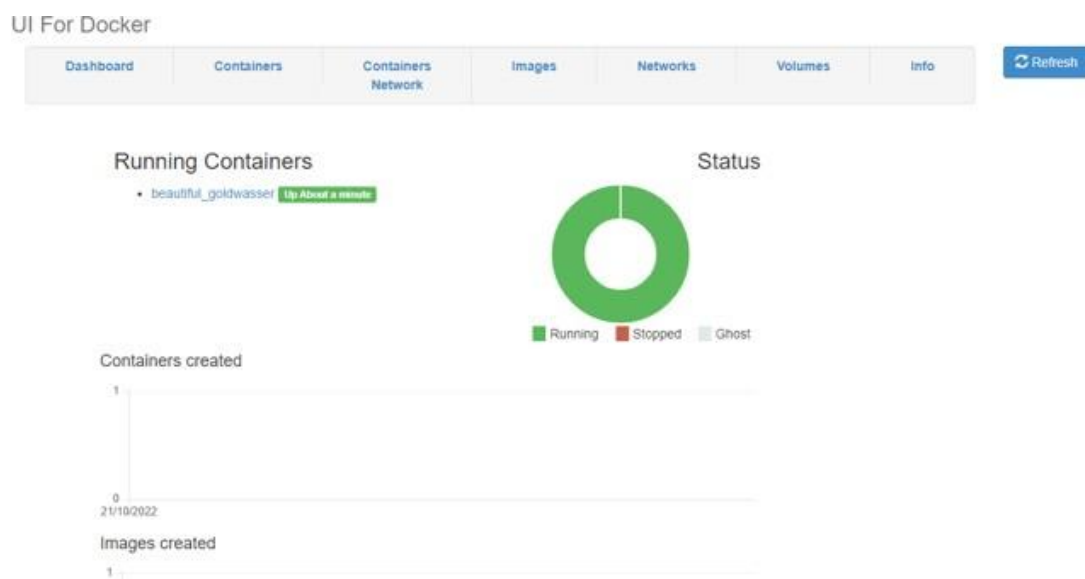 UI For Docker
Dashboard Containers Containers Network Images Networks Volumes Info Refresh
Running Containers
beautiful_goldwasser Up About a minute
Status
Running Stopped Ghost
Containers created
1
0
21/10/2022
Images created
1